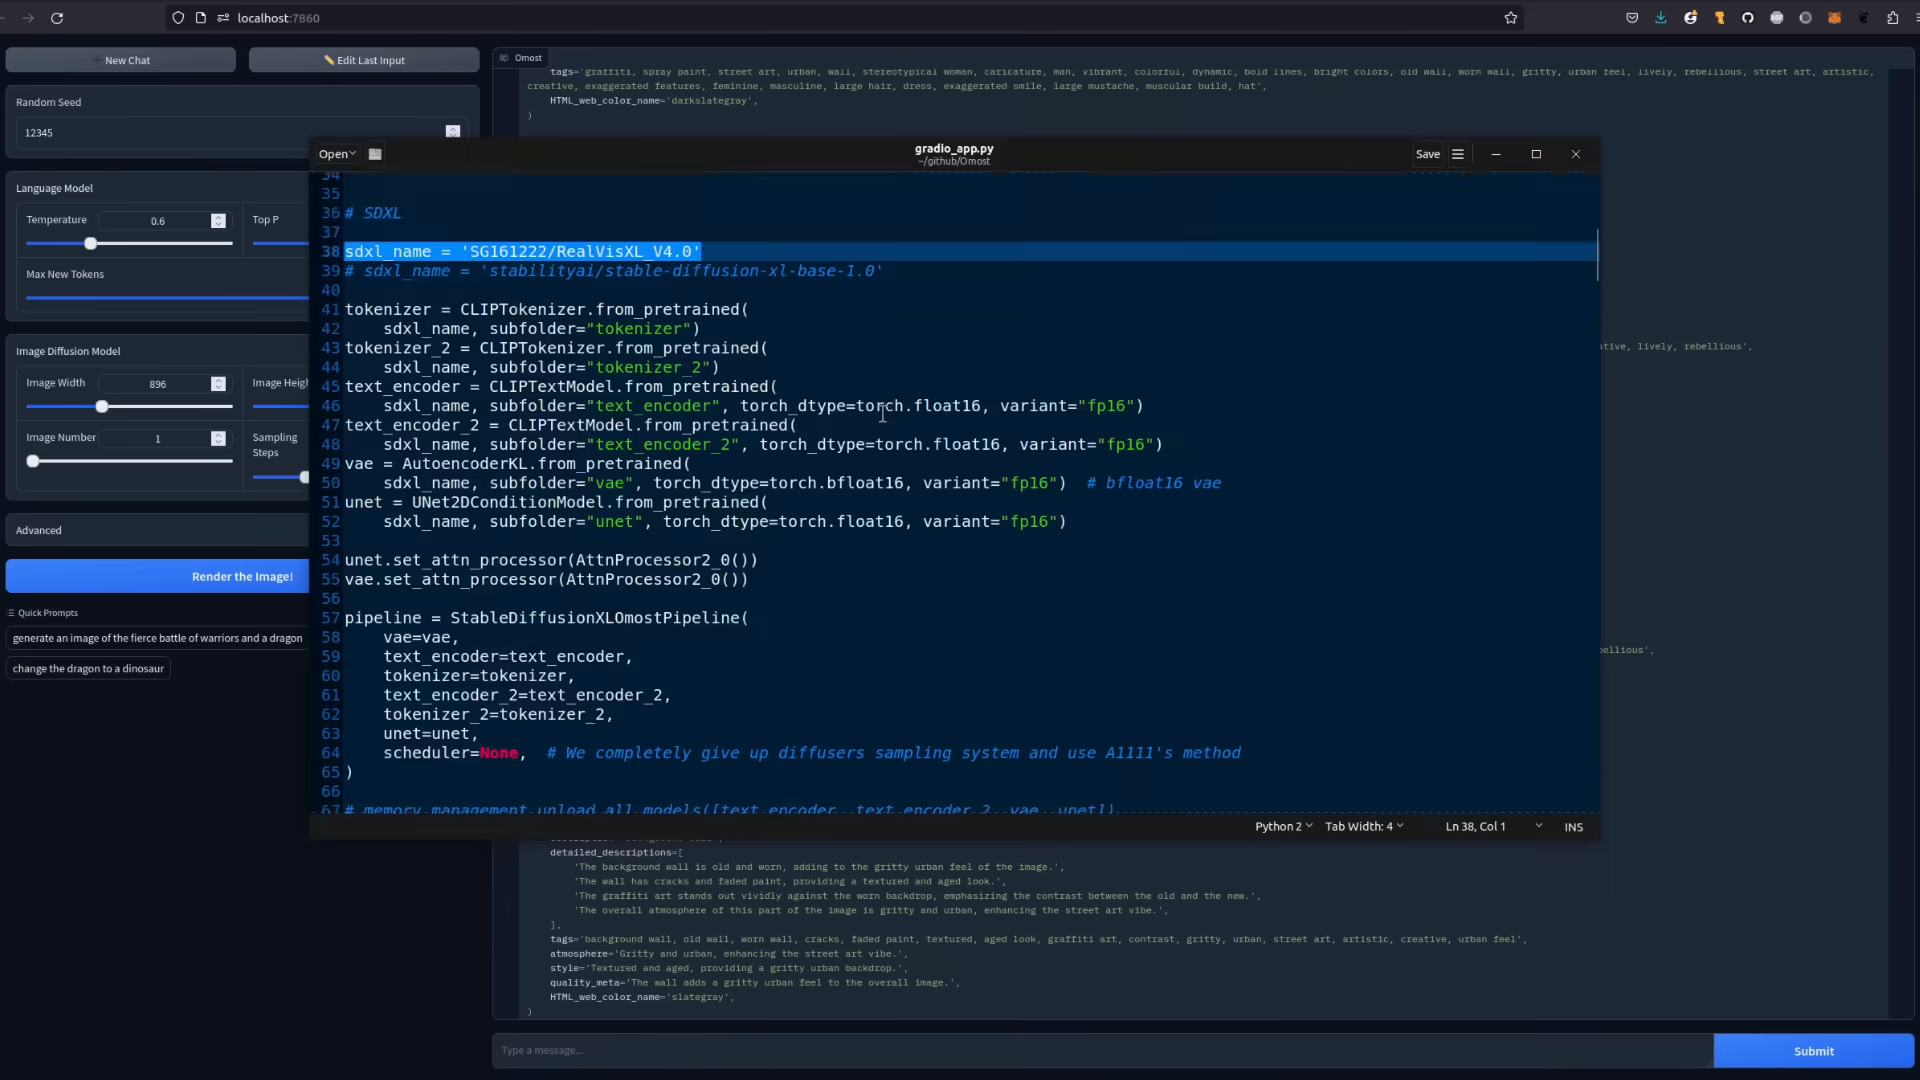 localhost:7860
New Chat
✏️ Edit Last Input
Omost
Random Seed
12345
Language Model
Temperature
0.6
Top P
Max New Tokens
Image Diffusion Model
Image Width
896
Image Heigh
Image Number
1
Sampling
Steps
Advanced
Render the Image!
Quick Prompts
generate an image of the fierce battle of warriors and a dragon
change the dragon to a dinosaur
tags='graffiti, spray paint, street art, urban, wall, stereotypical woman, caricature, man, vibrant, colorful, dynamic, bold lines, bright colors, old wall, worn wall, gritty, urban feel, lively, rebellious, street art, artistic,
creative, exaggerated features, feminine, masculine, large hair, dress, exaggerated smile, large mustache, muscular build, hat',
HTML_web_color_name='darkslategray',
)
Open
gradio_app.py
~/github/Omost
Save
34
35
36 # SDXL
37
38 sdxl_name = 'SG161222/RealVisXL_V4.0'
39 # sdxl_name = 'stabilityai/stable-diffusion-xl-base-1.0'
40
41 tokenizer = CLIPTokenizer.from_pretrained(
42     sdxl_name, subfolder="tokenizer")
43 tokenizer_2 = CLIPTokenizer.from_pretrained(
44     sdxl_name, subfolder="tokenizer_2")
45 text_encoder = CLIPTextModel.from_pretrained(
46     sdxl_name, subfolder="text_encoder", torch_dtype=torch.float16, variant="fp16")
47 text_encoder_2 = CLIPTextModel.from_pretrained(
48     sdxl_name, subfolder="text_encoder_2", torch_dtype=torch.float16, variant="fp16")
49 vae = AutoencoderKL.from_pretrained(
50     sdxl_name, subfolder="vae", torch_dtype=torch.bfloat16, variant="fp16")  # bfloat16 vae
51 unet = UNet2DConditionModel.from_pretrained(
52     sdxl_name, subfolder="unet", torch_dtype=torch.float16, variant="fp16")
53
54 unet.set_attn_processor(AttnProcessor2_0())
55 vae.set_attn_processor(AttnProcessor2_0())
56
57 pipeline = StableDiffusionXLOmostPipeline(
58     vae=vae,
59     text_encoder=text_encoder,
60     tokenizer=tokenizer,
61     text_encoder_2=text_encoder_2,
62     tokenizer_2=tokenizer_2,
63     unet=unet,
64     scheduler=None,  # We completely give up diffusers sampling system and use A1111's method
65 )
66
67 # memory_management.unload_all_models([text_encoder, text_encoder_2, vae, unet])
Python 2
Tab Width: 4
Ln 38, Col 1
INS
lively, rebellious',
detailed_descriptions=[
'The background wall is old and worn, adding to the gritty urban feel of the image.',
'The wall has cracks and faded paint, providing a textured and aged look.',
'The graffiti art stands out vividly against the worn backdrop, emphasizing the contrast between the old and the new.',
'The overall atmosphere of this part of the image is gritty and urban, enhancing the street art vibe.',
],
tags='background wall, old wall, worn wall, cracks, faded paint, textured, aged look, graffiti art, contrast, gritty, urban, street art, artistic, creative, urban feel',
atmosphere='Gritty and urban, enhancing the street art vibe.',
style='Textured and aged, providing a gritty urban backdrop.',
quality_meta='The wall adds a gritty urban feel to the overall image.',
HTML_web_color_name='slategray',
)
Type a message...
Submit